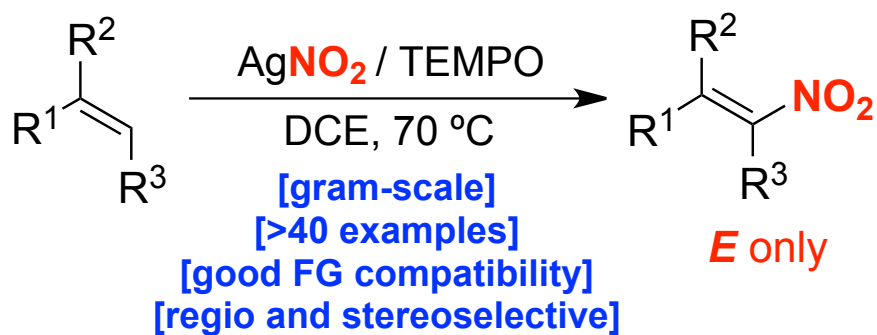 R²
R¹
R³
AgNO₂ / TEMPO
DCE, 70 ºC
[gram-scale]
[>40 examples]
[good FG compatibility]
[regio and stereoselective]
R²
R¹
NO₂
R³
E only